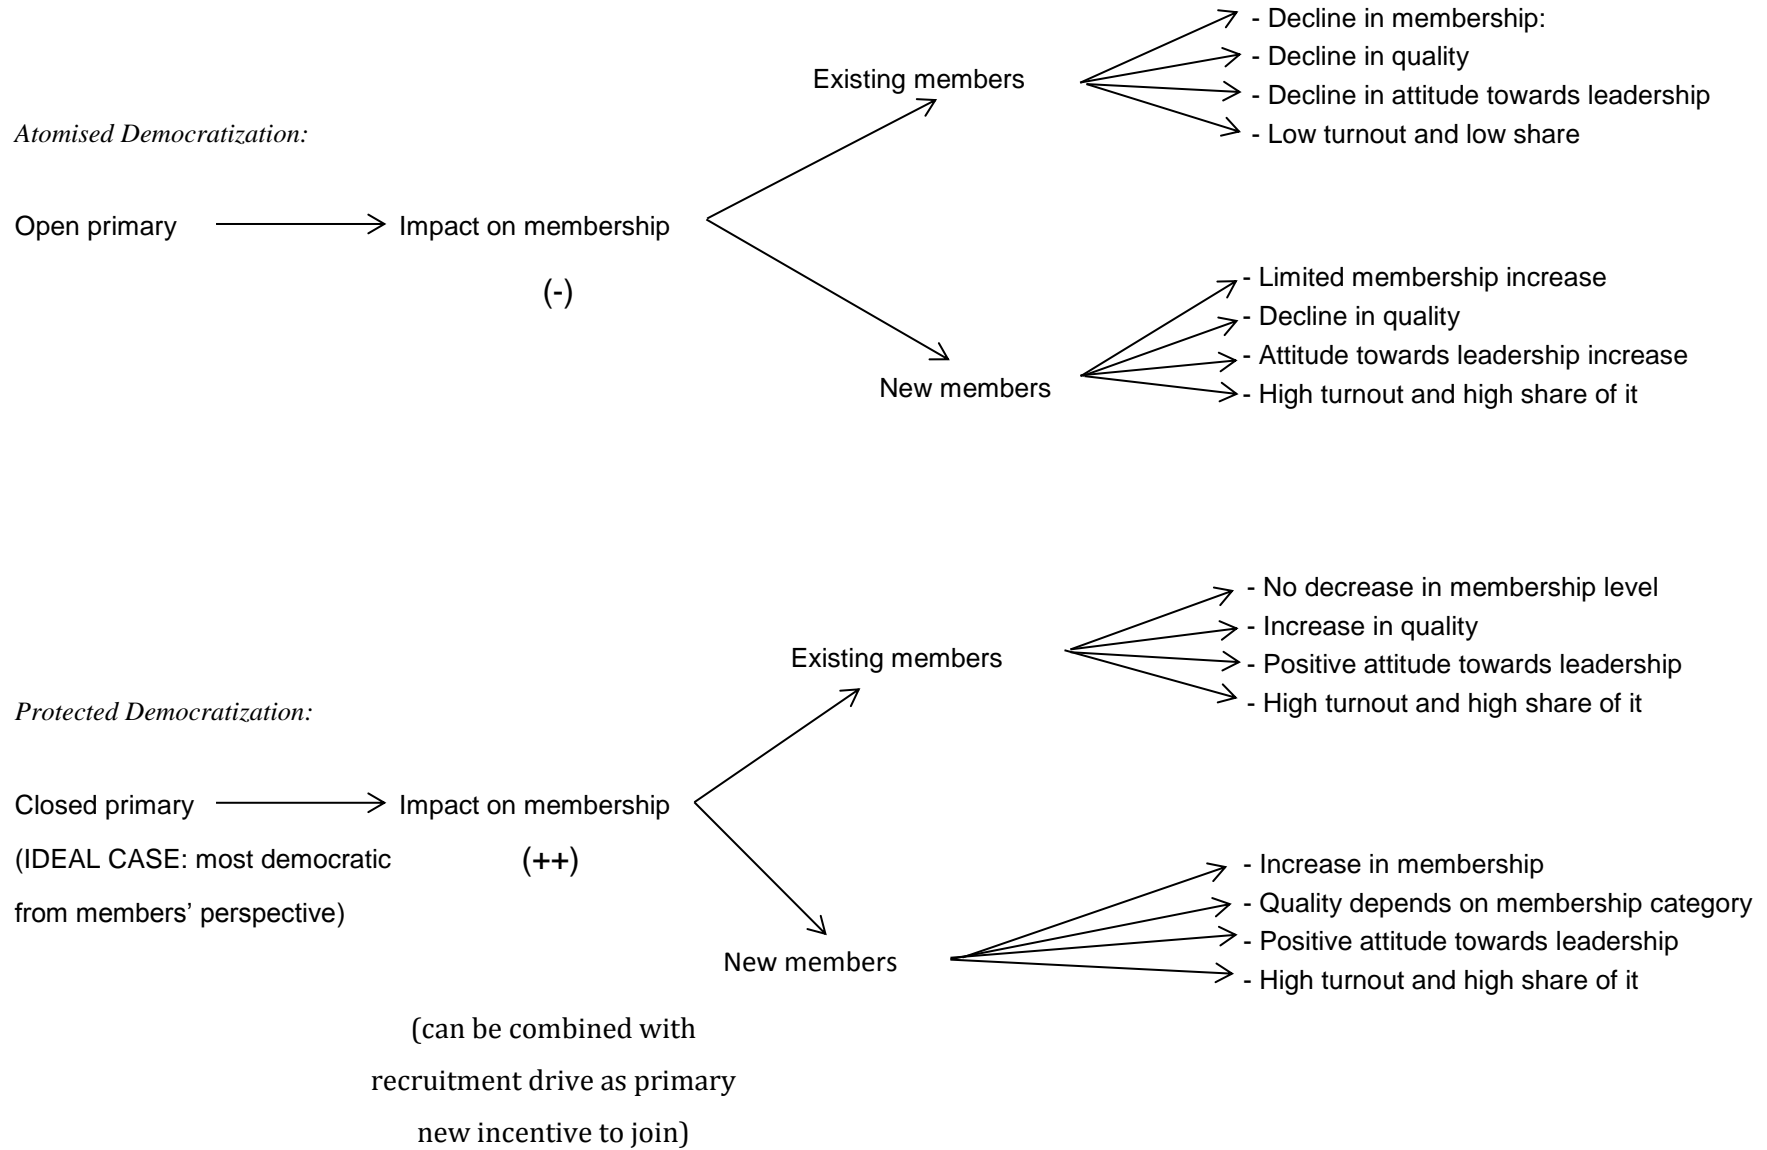 Atomised Democratization:
Open primary
Impact on membership
(-)
Existing members
- Decline in membership:
- Decline in quality
- Decline in attitude towards leadership
- Low turnout and low share
New members
- Limited membership increase
- Decline in quality
- Attitude towards leadership increase
- High turnout and high share of it
Protected Democratization:
Closed primary
(IDEAL CASE: most democratic
from members’ perspective)
Impact on membership
(++)
Existing members
- No decrease in membership level
- Increase in quality
- Positive attitude towards leadership
- High turnout and high share of it
New members
- Increase in membership
- Quality depends on membership category
- Positive attitude towards leadership
- High turnout and high share of it
(can be combined with
recruitment drive as primary
new incentive to join)